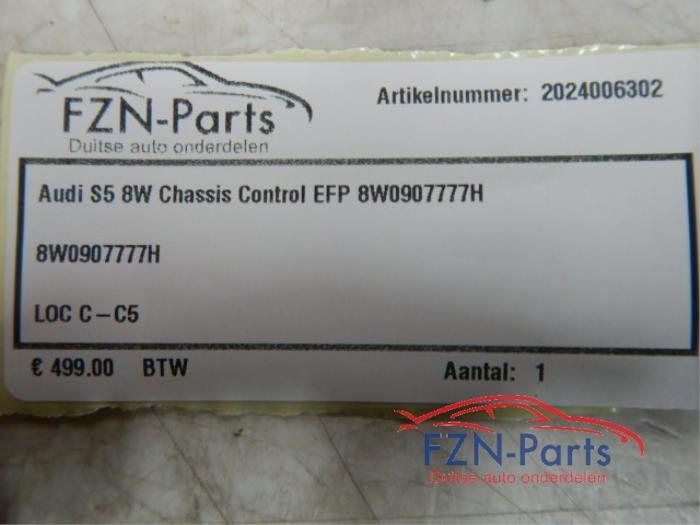 FZN-Parts
Duitse auto onderdelen
Artikelnummer: 2024006302
Audi S5 8W Chassis Control EFP 8W0907777H
8W0907777H
LOC C-C5
€ 499.00 BTW Aantal: 1
FZN-Parts
Duitse auto onderdelen